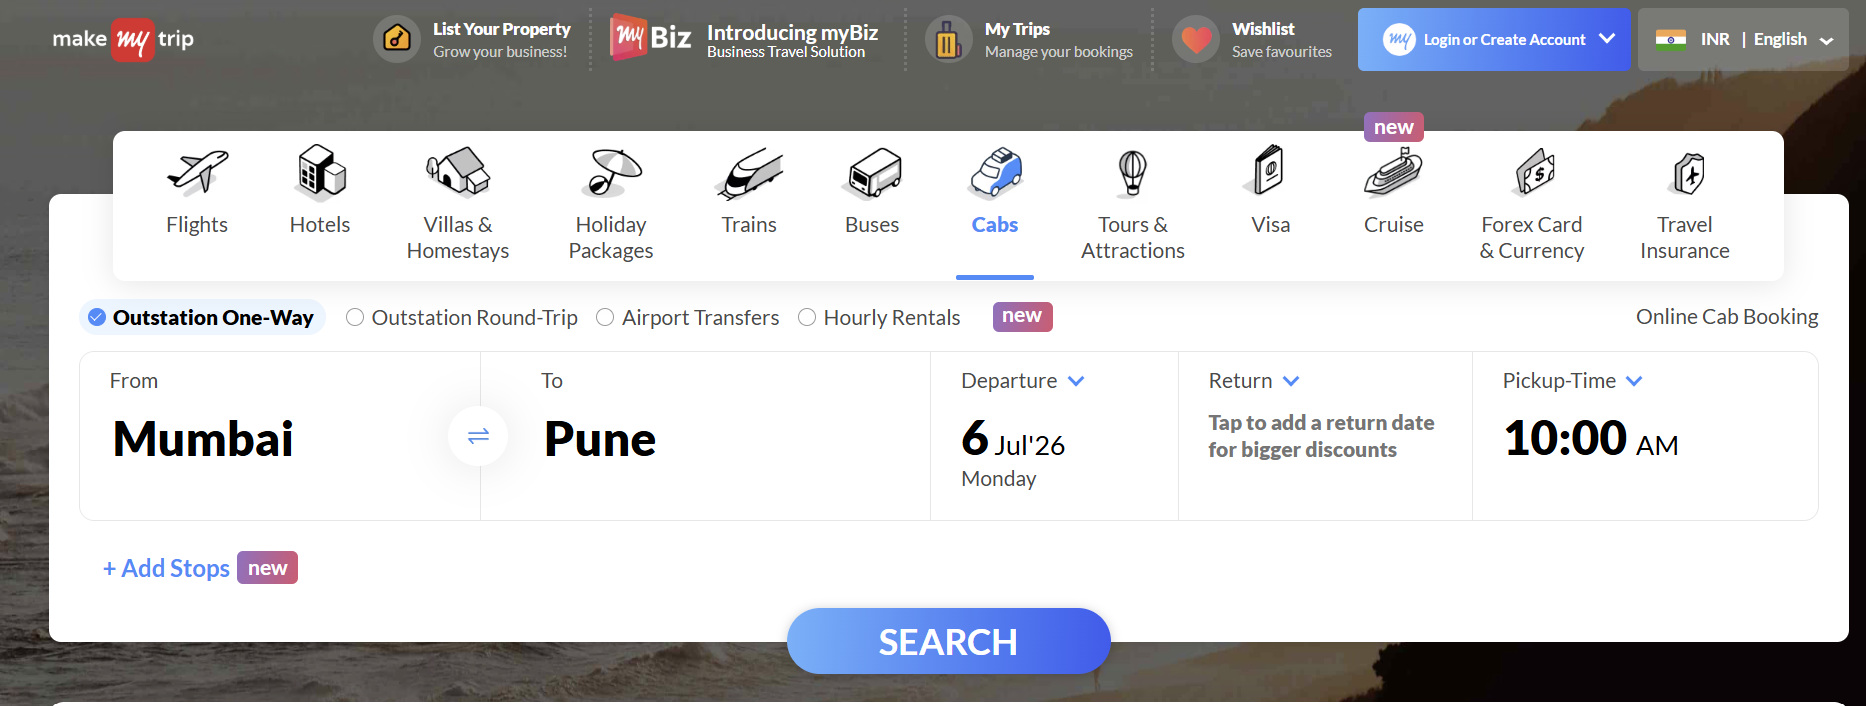 make my trip
List Your Property
Grow your business!
my Biz
Introducing myBiz
Business Travel Solution
My Trips
Manage your bookings
Wishlist
Save favourites
my Login or Create Account
INR | English
new
Flights
Hotels
Villas &
Homestays
Holiday
Packages
Trains
Buses
Cabs
Tours &
Attractions
Visa
Cruise
Forex Card
& Currency
Travel
Insurance
Outstation One-Way
Outstation Round-Trip
Airport Transfers
Hourly Rentals
new
Online Cab Booking
From
Mumbai
To
Pune
Departure
6 Jul'26
Monday
Return
Tap to add a return date
for bigger discounts
Pickup-Time
10:00 AM
+ Add Stops new
SEARCH